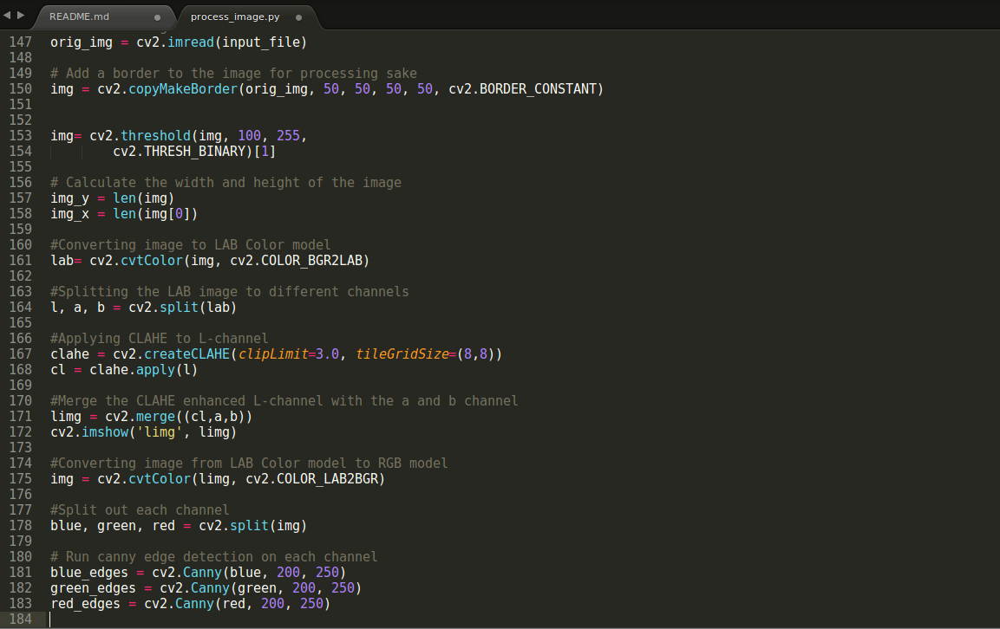 README.md process_image.py
147 orig_img = cv2.imread(input_file)
148
149 # Add a border to the image for processing sake
150 img = cv2.copyMakeBorder(orig_img, 50, 50, 50, 50, cv2.BORDER_CONSTANT)
151
152
153 img= cv2.threshold(img, 100, 255,
154 cv2.THRESH_BINARY)[1]
155
156 # Calculate the width and height of the image
157 img_y = len(img)
158 img_x = len(img[0])
159
160 #Converting image to LAB Color model
161 lab= cv2.cvtColor(img, cv2.COLOR_BGR2LAB)
162
163 #Splitting the LAB image to different channels
164 l, a, b = cv2.split(lab)
165
166 #Applying CLAHE to L-channel
167 clahe = cv2.createCLAHE(clipLimit=3.0, tileGridSize=(8,8))
168 cl = clahe.apply(l)
169
170 #Merge the CLAHE enhanced L-channel with the a and b channel
171 limg = cv2.merge((cl,a,b))
172 cv2.imshow('limg', limg)
173
174 #Converting image from LAB Color model to RGB model
175 img = cv2.cvtColor(limg, cv2.COLOR_LAB2BGR)
176
177 #Split out each channel
178 blue, green, red = cv2.split(img)
179
180 # Run canny edge detection on each channel
181 blue_edges = cv2.Canny(blue, 200, 250)
182 green_edges = cv2.Canny(green, 200, 250)
183 red_edges = cv2.Canny(red, 200, 250)
184